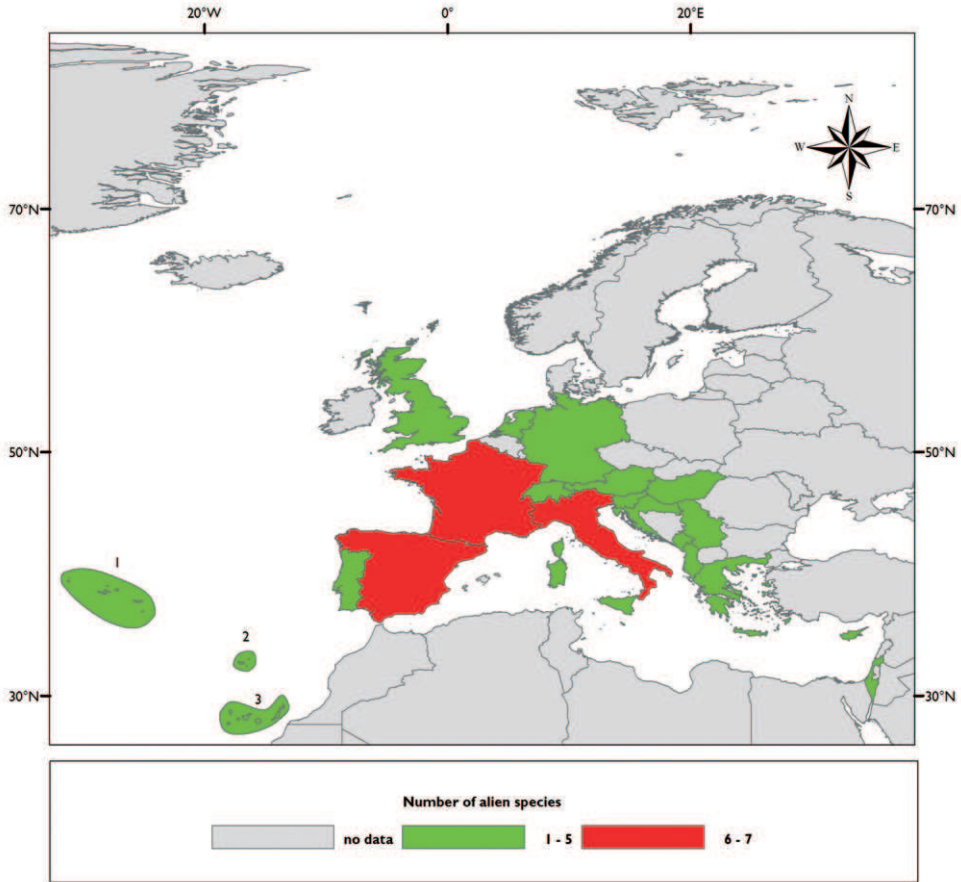 20°W 0° 20°E
N
W E
S
70°N 70°N
50°N 50°N
1
2
3
30°N 30°N
Number of alien species
no data 1 - 5 6 - 7